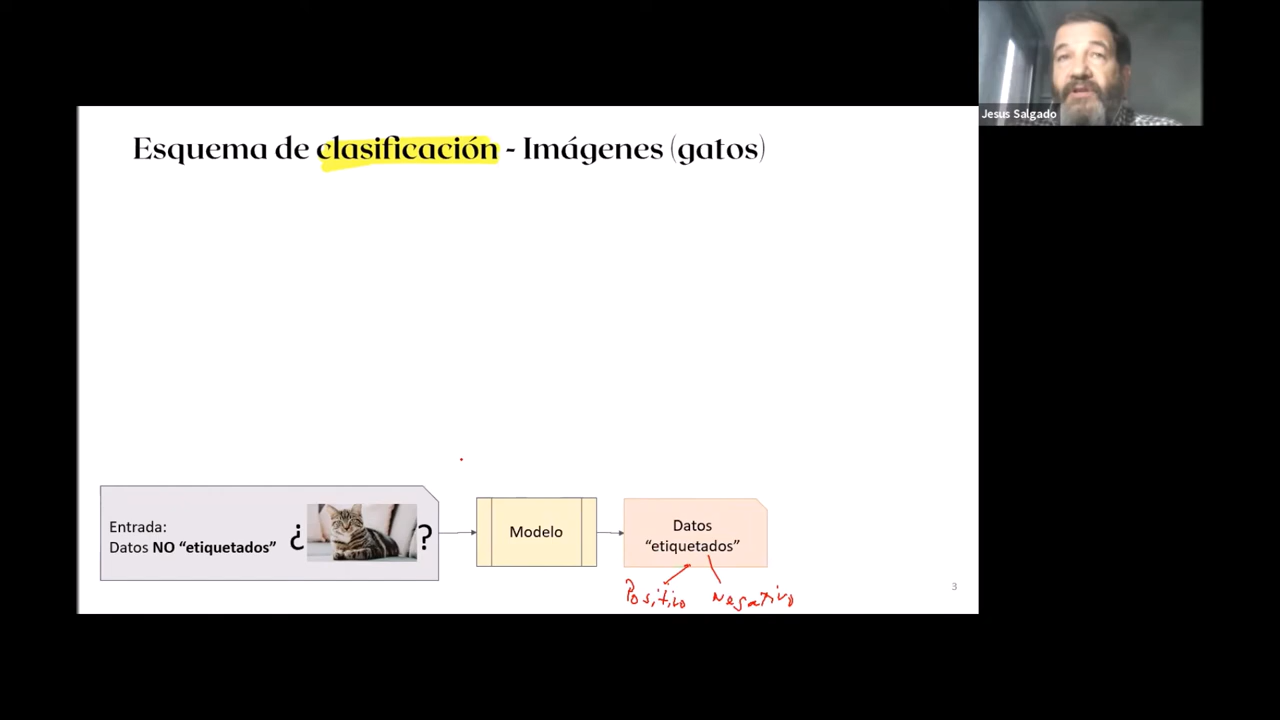 Jesus Salgado
Esquema de clasificación - Imágenes (gatos)
Entrada:
Datos NO “etiquetados”
¿ ?
Modelo
Datos
“etiquetados”
Positivo Negativo
3